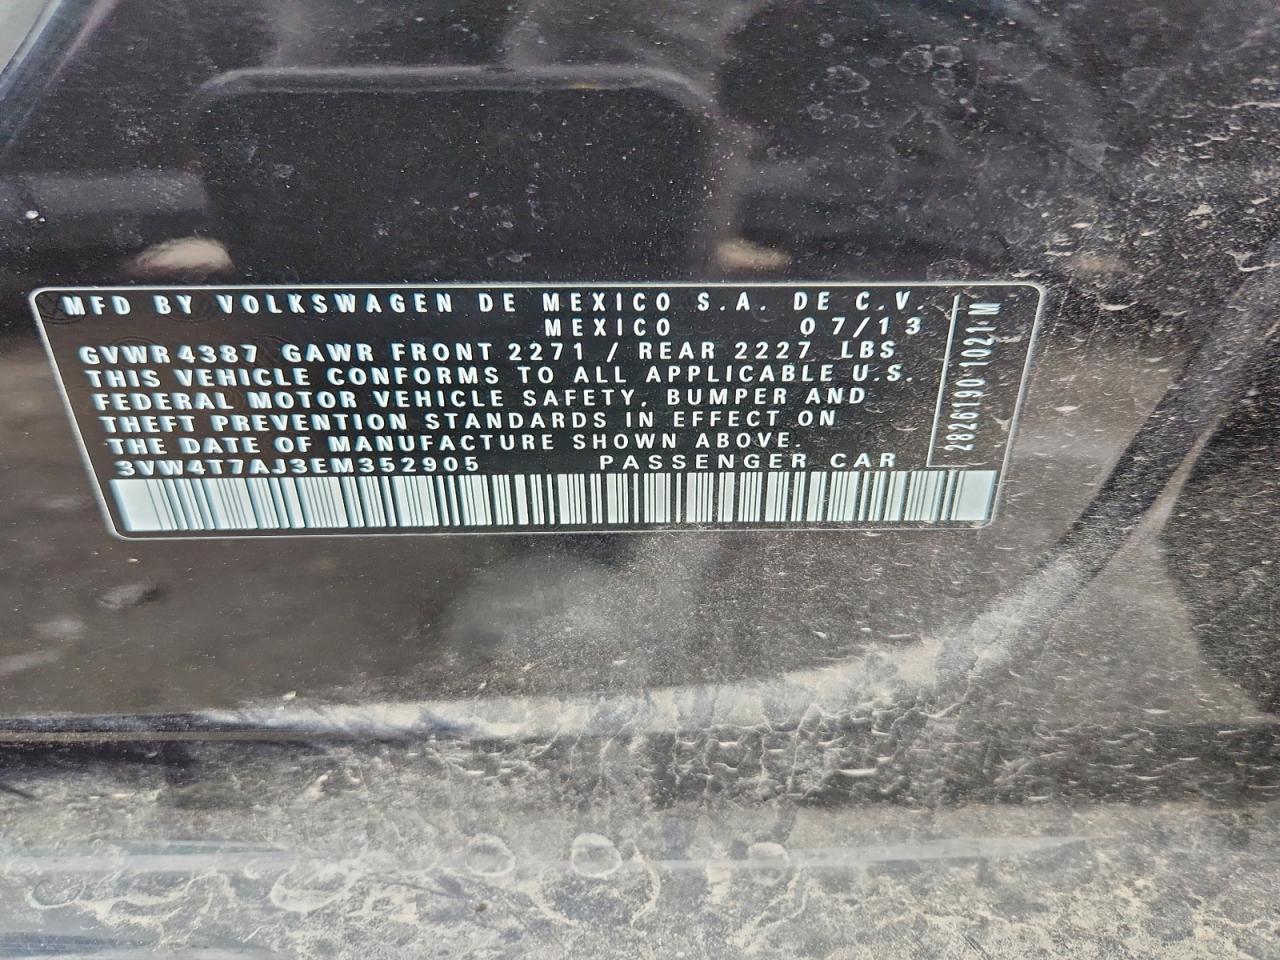 MFD BY VOLKSWAGEN DE MEXICO S.A. DE C.V.
MEXICO 07/13
GVWR 4387 GAWR FRONT 2271 / REAR 2227 LBS
THIS VEHICLE CONFORMS TO ALL APPLICABLE U.S.
FEDERAL MOTOR VEHICLE SAFETY, BUMPER AND
THEFT PREVENTION STANDARDS IN EFFECT ON
THE DATE OF MANUFACTURE SHOWN ABOVE.
3VW4T7AJ3EM352905 PASSENGER CAR
2826190 1021 M